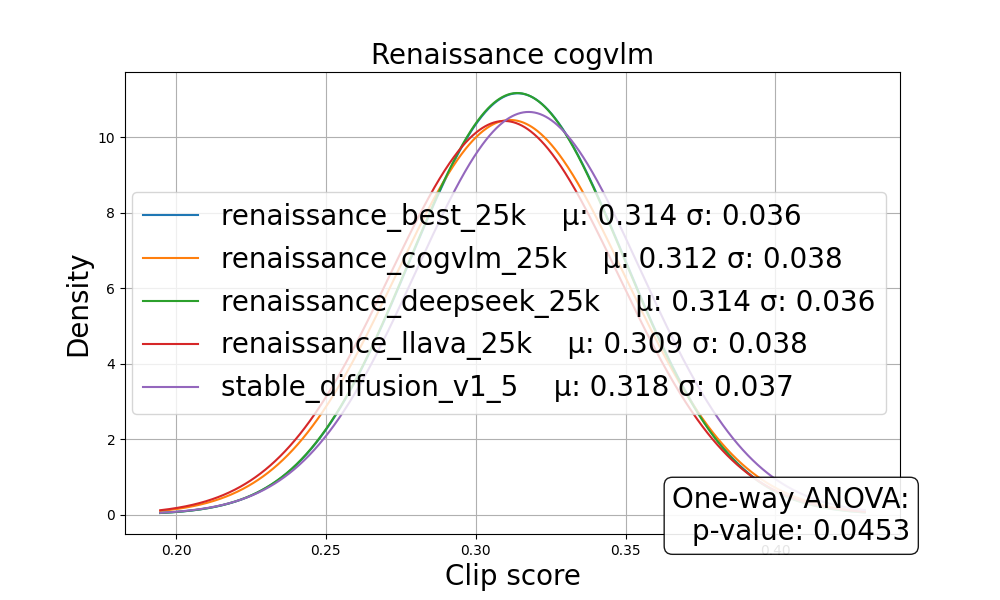 Renaissance cogvlm
Density
10
8
6
4
2
0
renaissance_best_25k μ: 0.314 σ: 0.036
renaissance_cogvlm_25k μ: 0.312 σ: 0.038
renaissance_deepseek_25k μ: 0.314 σ: 0.036
renaissance_llava_25k μ: 0.309 σ: 0.038
stable_diffusion_v1_5 μ: 0.318 σ: 0.037
One-way ANOVA:
p-value: 0.0453
0.20 0.25 0.30 0.35 0.40
Clip score